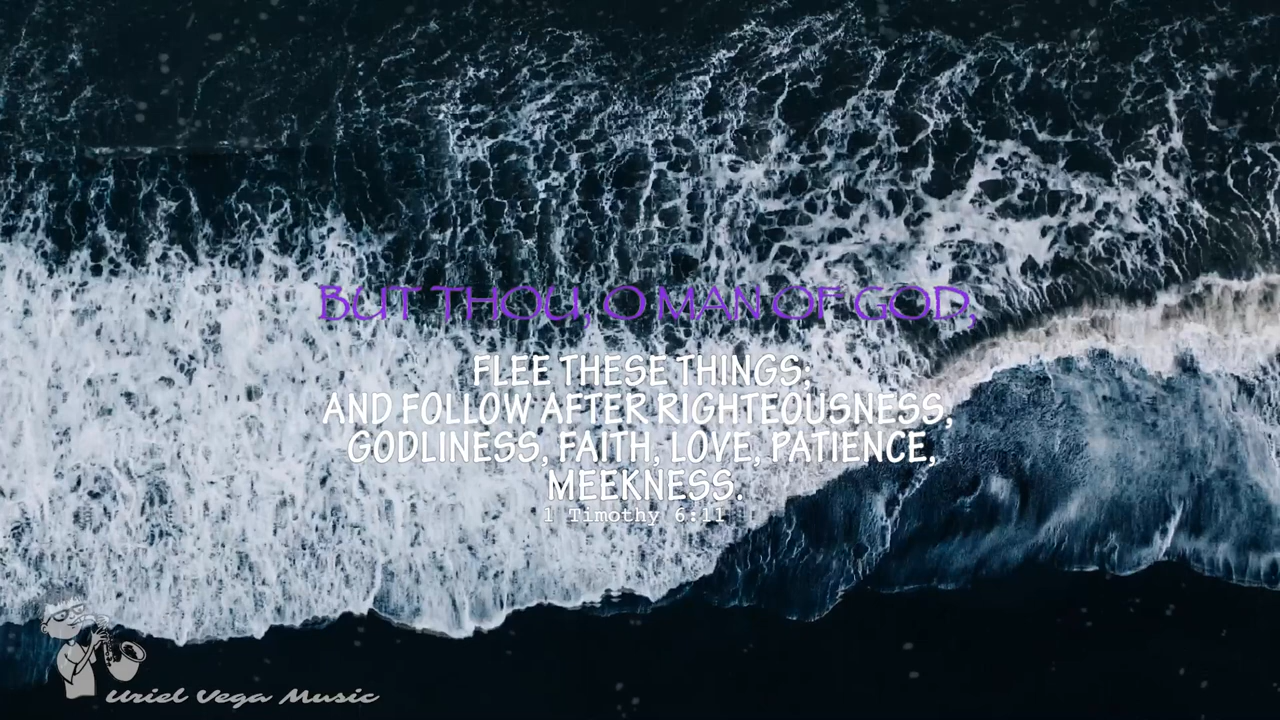 BUT THOU, O MAN OF GOD,
FLEE THESE THINGS;
AND FOLLOW AFTER RIGHTEOUSNESS,
GODLINESS, FAITH, LOVE, PATIENCE,
MEEKNESS.
1 Timothy 6:11
Uriel Vega Music